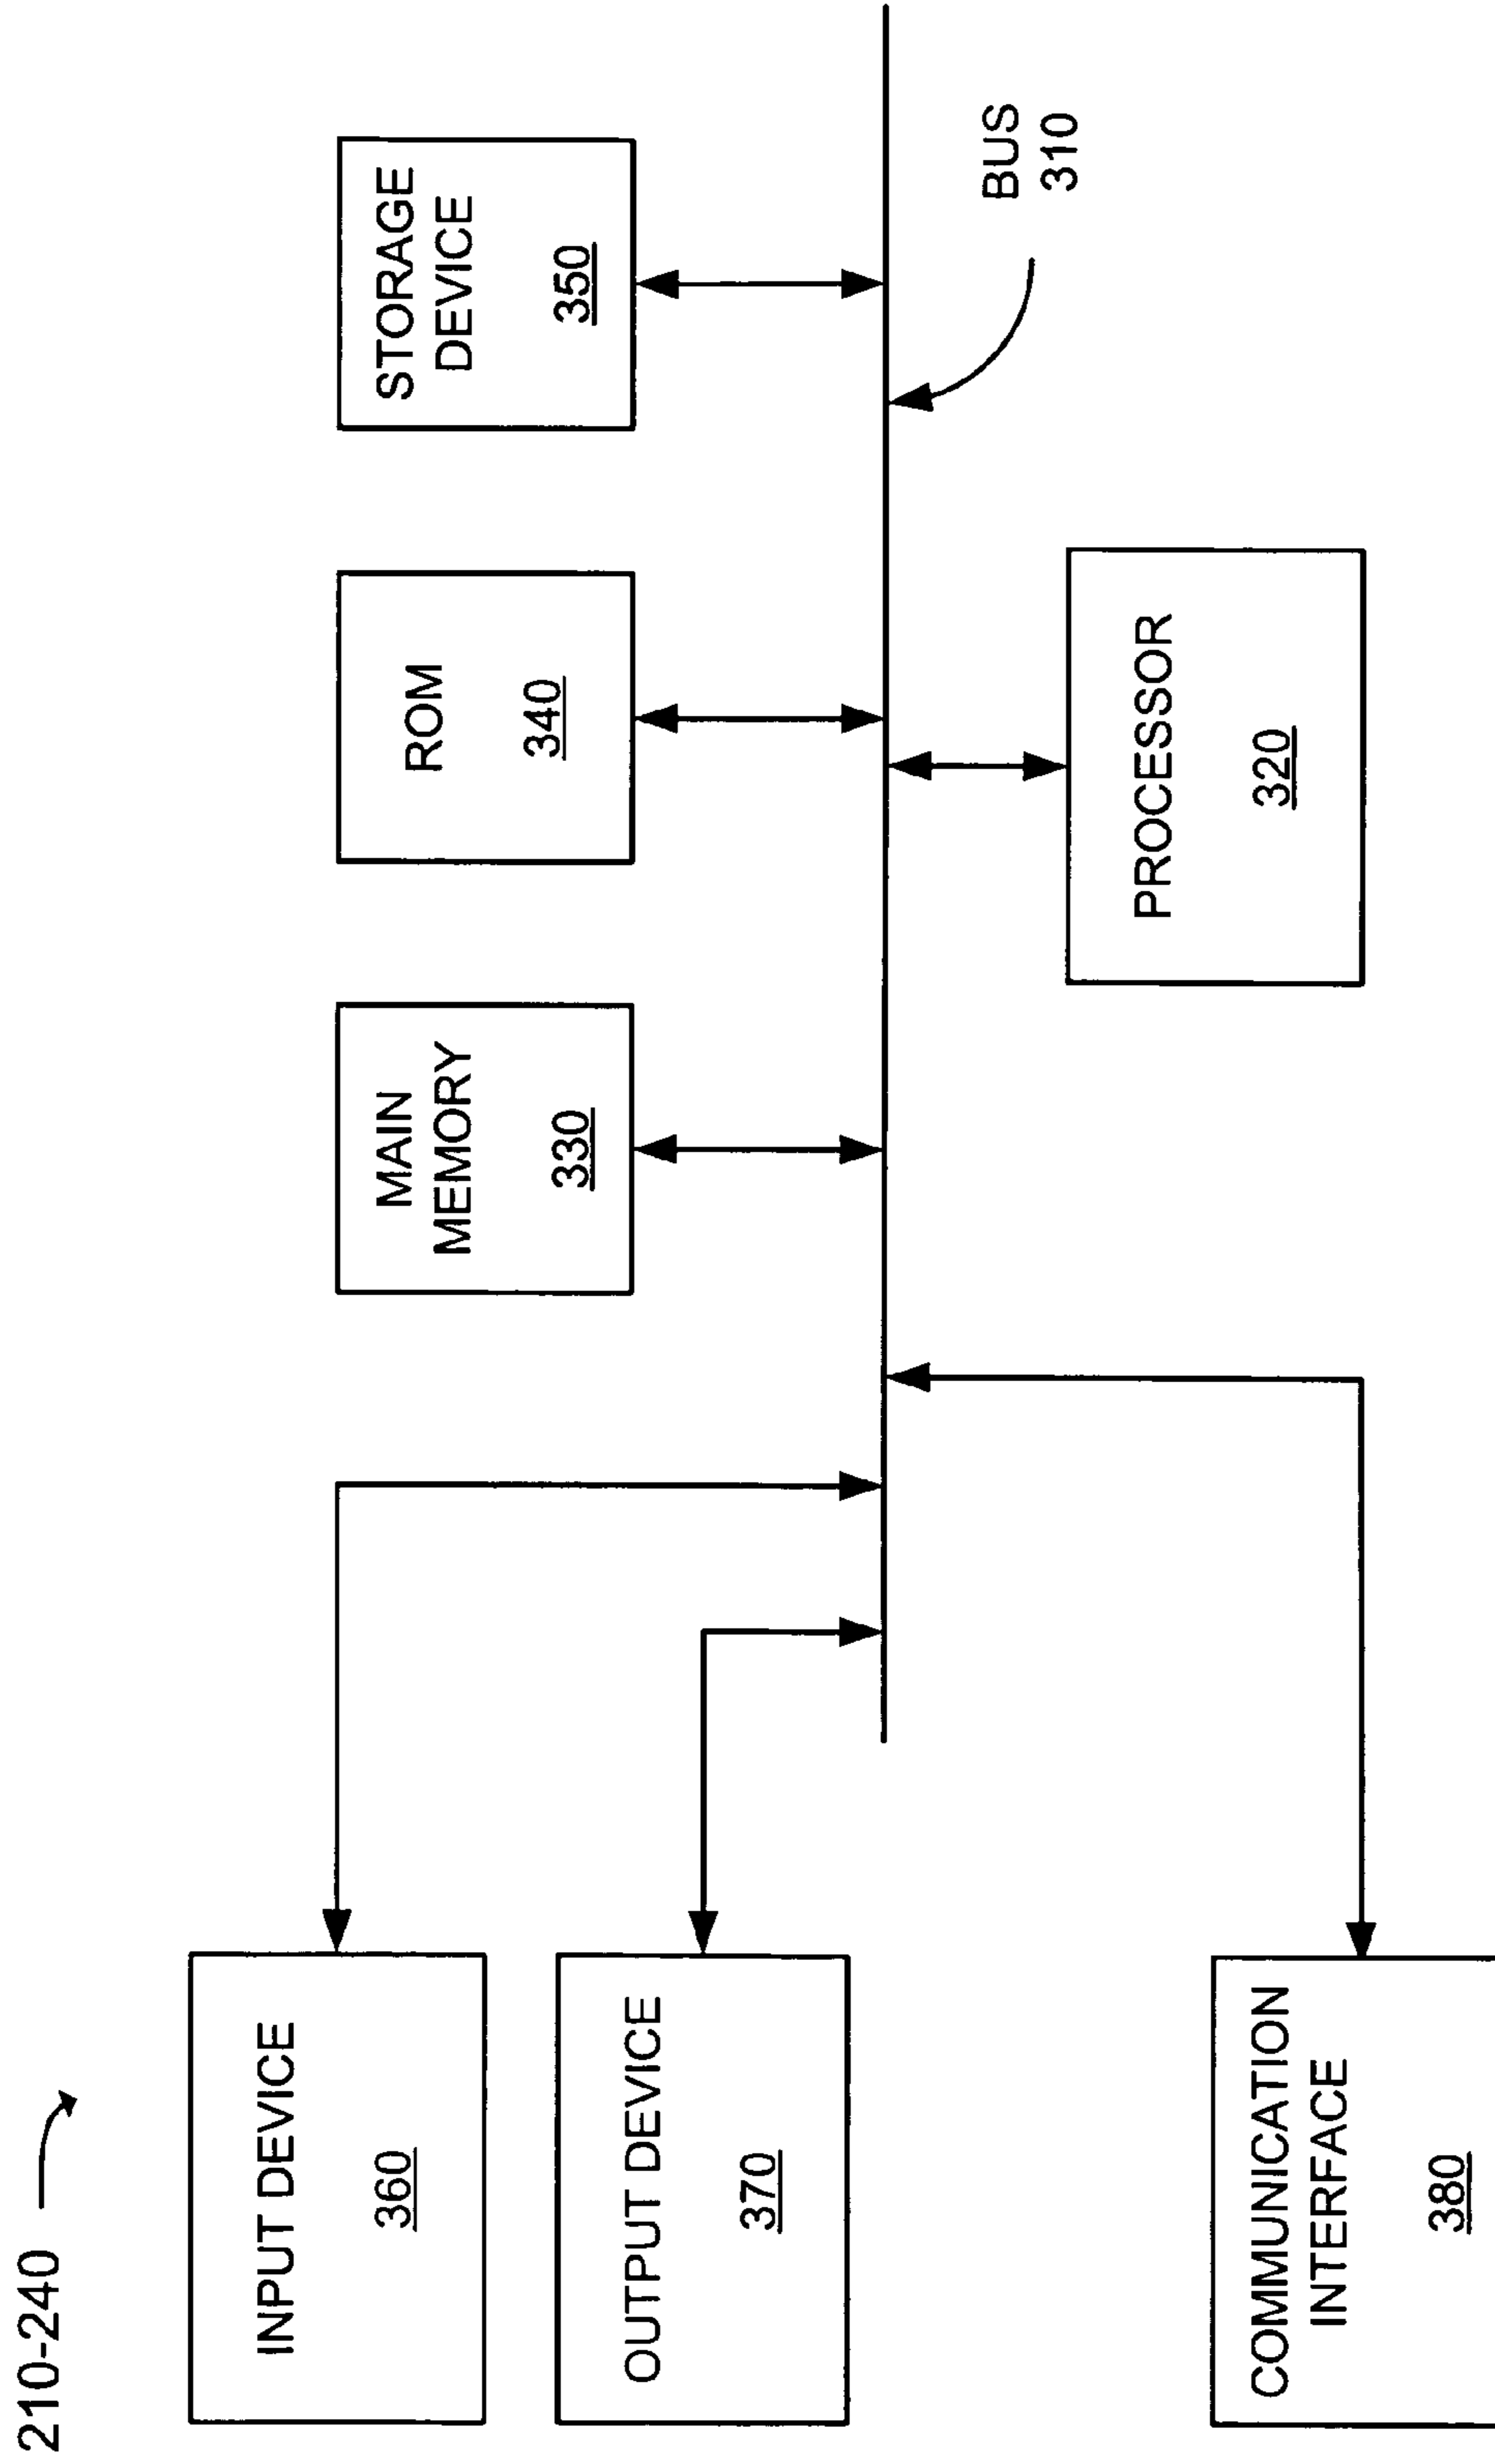 210-240
INPUT DEVICE
360
OUTPUT DEVICE
370
COMMUNICATION
INTERFACE
380
MAIN
MEMORY
330
ROM
340
STORAGE
DEVICE
350
PROCESSOR
320
BUS
310